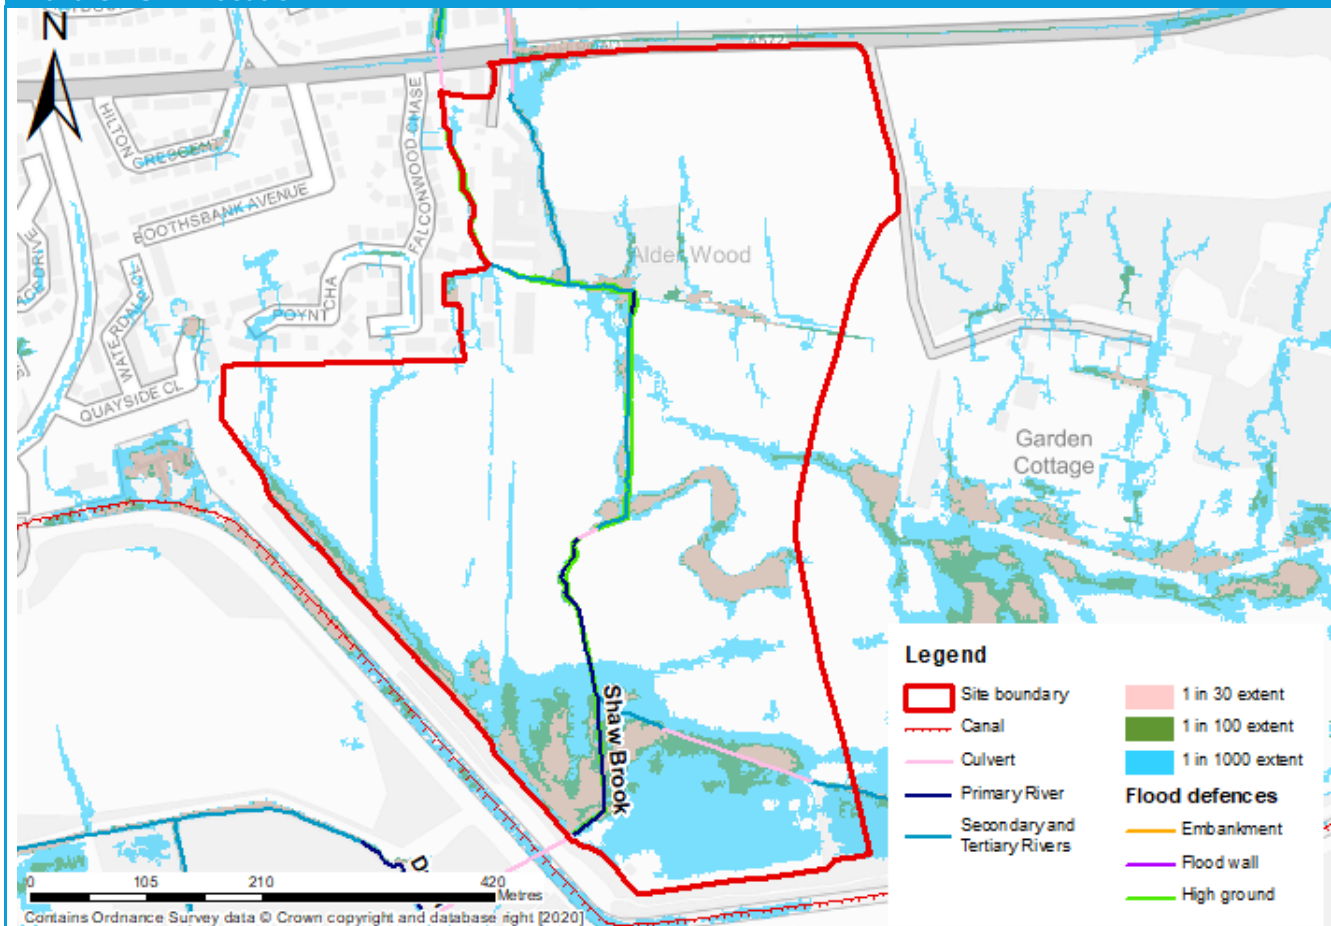 N
A572
HILTON
CRESCENT
FALCONWOOD CHASE
BOOTHSBANK AVENUE
Alder Wood
POYNT
CHA
QUAYSIDE CL
Garden
Cottage
Shaw Brook
Legend
Site boundary
Canal
Culvert
Primary River
Secondary and
Tertiary Rivers
1 in 30 extent
1 in 100 extent
1 in 1000 extent
Flood defences
Embankment
Flood wall
High ground
0 105 210 420
Metres
Contains Ordnance Survey data © Crown copyright and database right [2020]